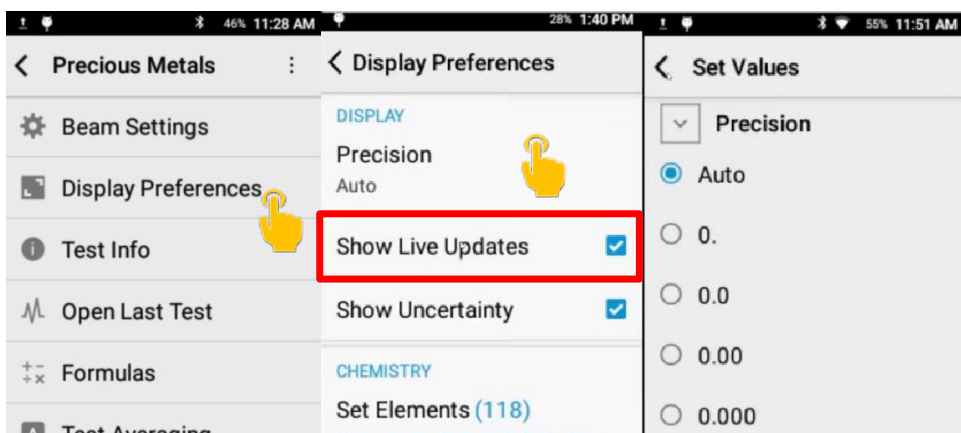 46% 11:28 AM
Precious Metals
Beam Settings
Display Preferences
Test Info
Open Last Test
Formulas
Test Averaging
28% 1:40 PM
Display Preferences
DISPLAY
Precision
Auto
Show Live Updates
Show Uncertainty
CHEMISTRY
Set Elements (118)
55% 11:51 AM
Set Values
Precision
Auto
0.
0.0
0.00
0.000